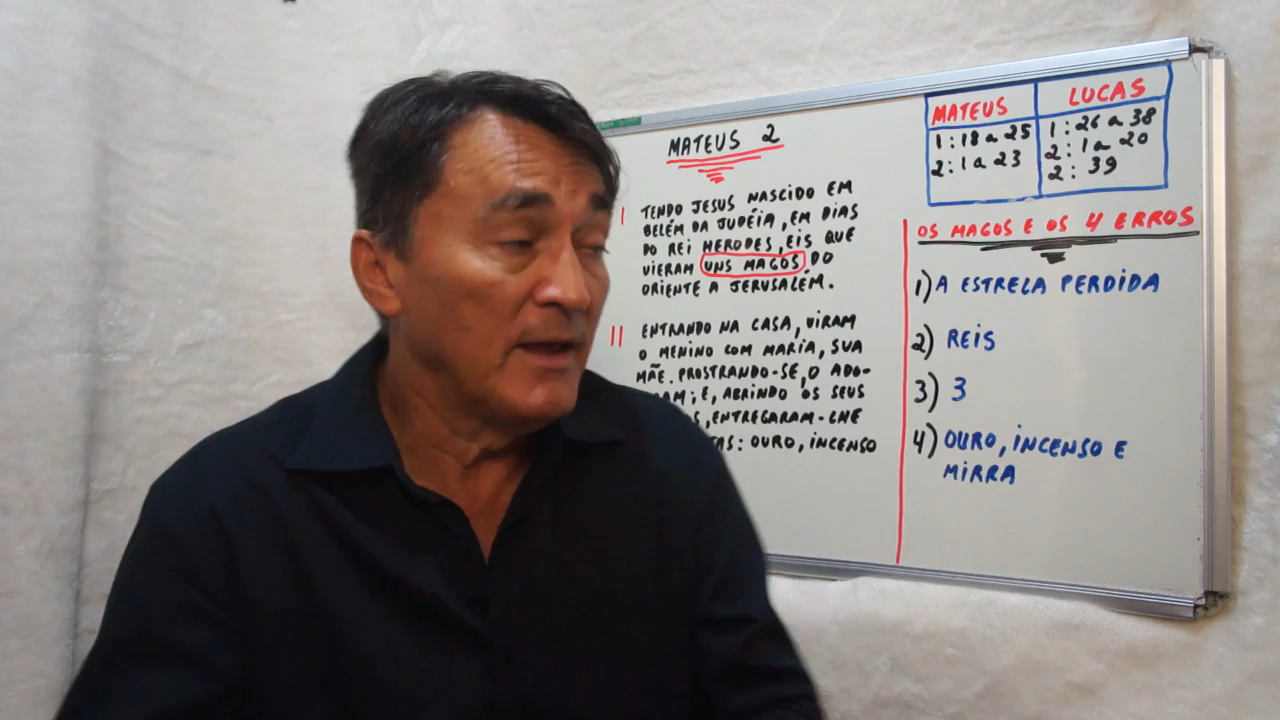 MATEUS 2
I TENDO JESUS NASCIDO EM
BELÉM DA JUDÉIA, EM DIAS
DO REI HERODES, EIS QUE
VIERAM UNS MAGOS DO
ORIENTE A JERUSALÉM.
II ENTRANDO NA CASA, VIRAM
O MENINO COM MARIA, SUA
MÃE. PROSTRANDO-SE, O ADO-
RAM; E, ABRINDO OS SEUS
S, ENTREGARAM-LHE
TAS: OURO, INCENSO
MATEUS LUCAS
1:18 a 25 1:26 a 38
2:1 a 23 2:1 a 20
2:39
OS MAGOS E OS 4 ERROS
1) A ESTRELA PERDIDA
2) REIS
3) 3
4) OURO, INCENSO E
MIRRA